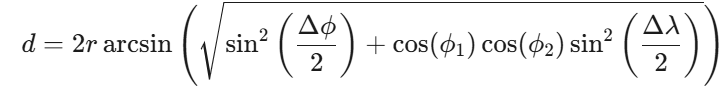 d = 2r arcsin(√(sin²(Δϕ/2) + cos(ϕ₁) cos(ϕ₂) sin²(Δλ/2)))